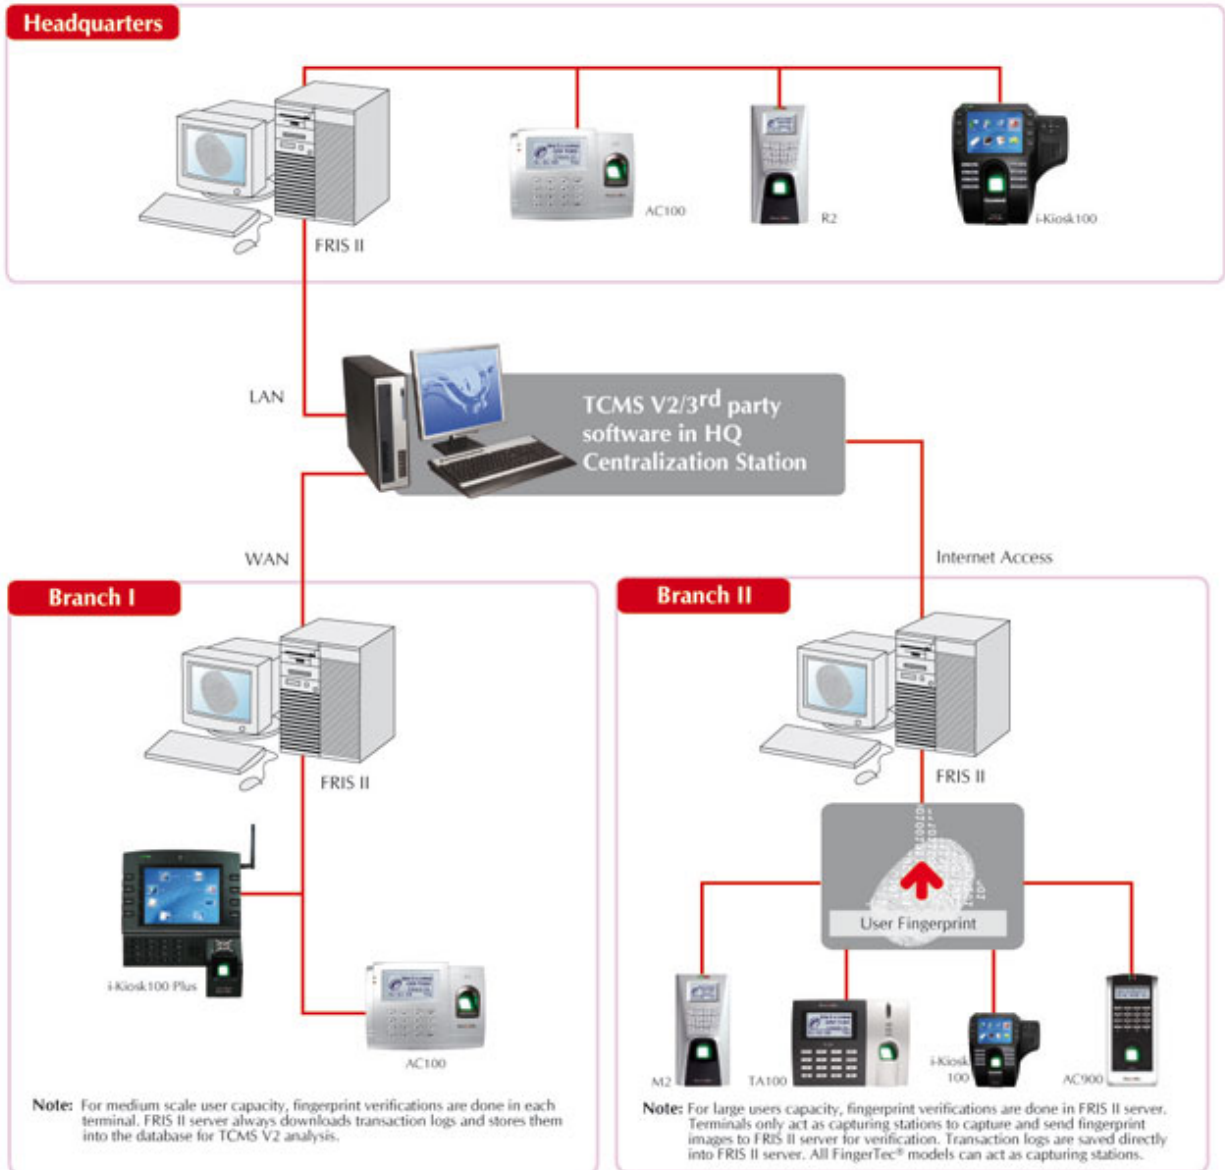 Headquarters
FRIS II
AC100
R2
i-Kiosk100
LAN
TCMS V2/3rd party
software in HQ
Centralization Station
WAN
Internet Access
Branch I
FRIS II
i-Kiosk100 Plus
AC100
Note: For medium scale user capacity, fingerprint verifications are done in each
terminal. FRIS II server always downloads transaction logs and stores them
into the database for TCMS V2 analysis.
Branch II
FRIS II
User Fingerprint
M2
TA100
i-Kiosk
100
AC900
Note: For large users capacity, fingerprint verifications are done in FRIS II server.
Terminals only act as capturing stations to capture and send fingerprint
images to FRIS II server for verification. Transaction logs are saved directly
into FRIS II server. All FingerTec® models can act as capturing stations.